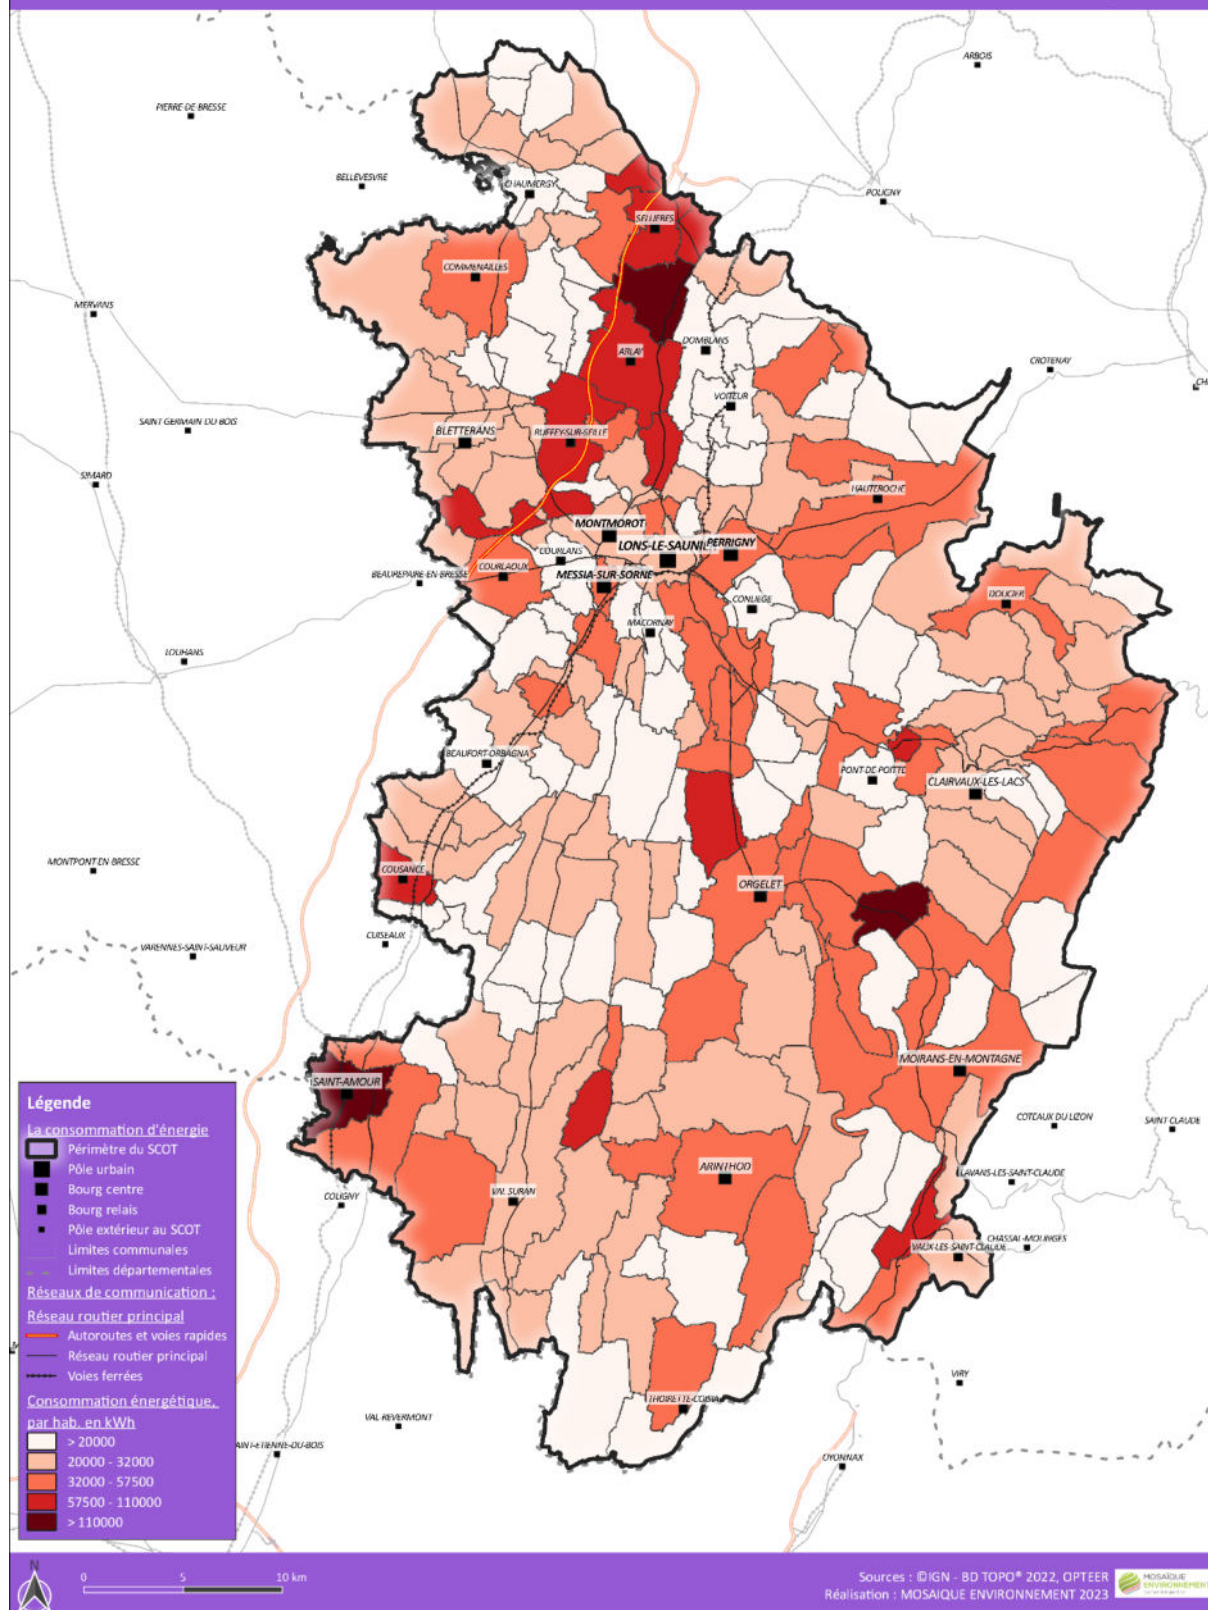 ARBOIS
PIERRE-DE-BRESSE
BELLEVESVRE
CHAUMERGY
POLIGNY
SELLIERES
COMMENAILLES
MERVANS
ARLAY
DOMBLANS
CROTENAY
VOITEUR
SAINT GERMAIN DU BOIS
BLETTERANS
RUFFEY-SUR-SEILLE
SIMARD
HAUTEROCHE
MONTMOROT
LONS-LE-SAUNI
PERRIGNY
COURLANS
BEAUREPAIRE-EN-BRESSE
COURLAOUX
MESSIA-SUR-SORNE
CONLIEGE
DOUCIER
MACORNAY
LOUHANS
BEAUFORT-ORBAGNA
PONT-DE-POITTE
CLAIRVAUX-LES-LACS
MONTPONT EN BRESSE
COUSANCE
ORGELET
CUISEAUX
VARENNES-SAINT-SAUVEUR
SAINT-AMOUR
MOIRANS-EN-MONTAGNE
COTEAUX DU LIZON
SAINT CLAUDE
ARINTHOD
LAVANS-LES-SAINT-CLAUDE
COLIGNY
VAL SURAN
VAUX-LES-SAINT-CLAUDE
CHASSAL-MOLINGES
VIRY
THOIRETTE-COISIA
VAL-REVERMONT
AINT-ETIENNE-DU-BOIS
OYONNAX
Légende
La consommation d'énergie
Périmètre du SCOT
Pôle urbain
Bourg centre
Bourg relais
Pôle extérieur au SCOT
Limites communales
Limites départementales
Réseaux de communication :
Réseau routier principal
Autoroutes et voies rapides
Réseau routier principal
Voies ferrées
Consommation énergétique,
par hab. en kWh
> 20000
20000 - 32000
32000 - 57500
57500 - 110000
> 110000
N
0 5 10 km
Sources : ©IGN - BD TOPO® 2022, OPTEER
Réalisation : MOSAIQUE ENVIRONNEMENT 2023
MOSAÏQUE
ENVIRONNEMENT